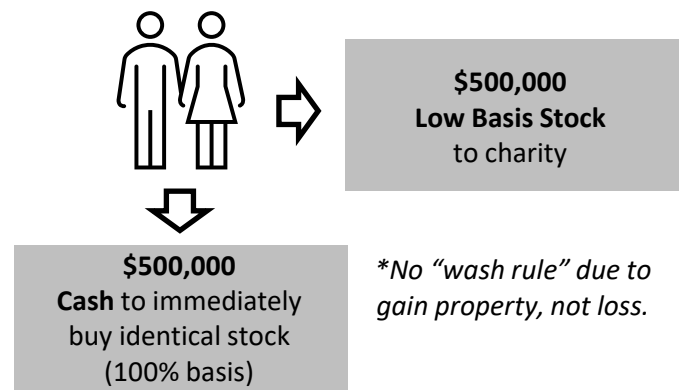 $500,000
Low Basis Stock
to charity
$500,000
Cash to immediately
buy identical stock
(100% basis)
*No “wash rule” due to
gain property, not loss.